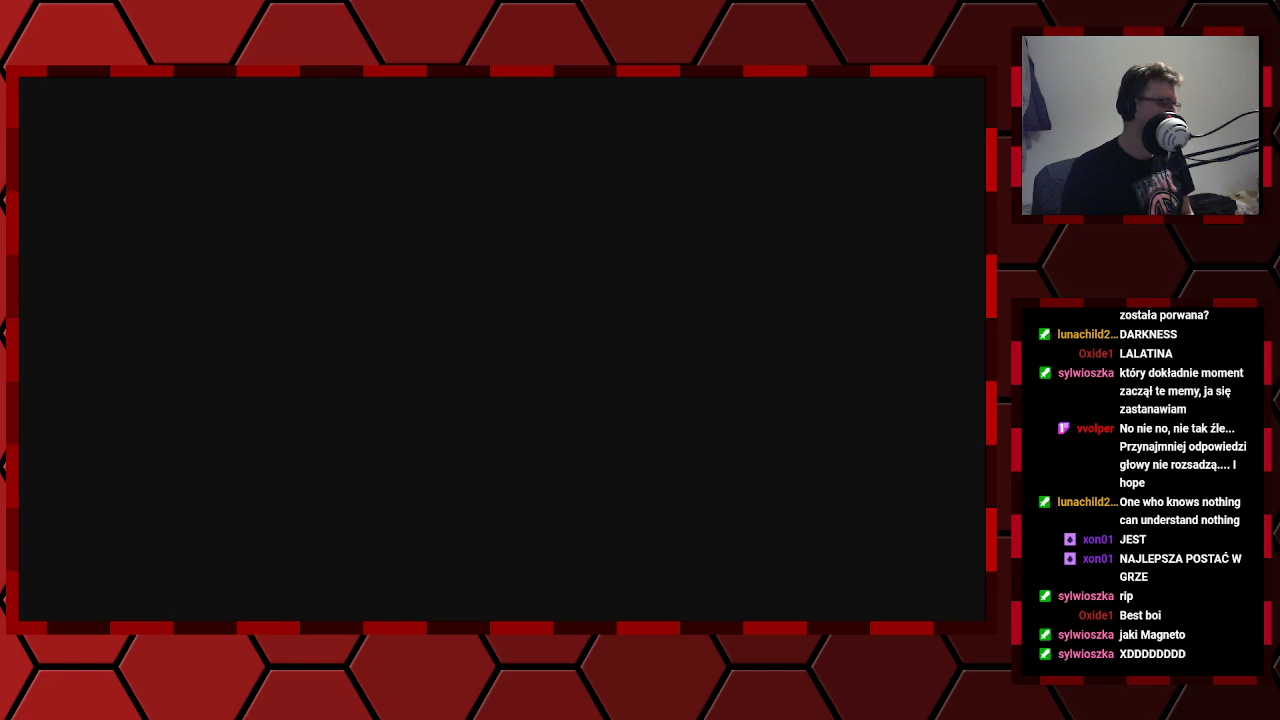 została porwana?
lunachild2... DARKNESS
Oxide1 LALATINA
sylwioszka który dokładnie moment
zaczął te memy, ja się
zastanawiam
vvolper No nie no, nie tak źle...
Przynajmniej odpowiedzi
głowy nie rozsadzą.... I
hope
lunachild2... One who knows nothing
can understand nothing
xon01 JEST
xon01 NAJLEPSZA POSTAĆ W
GRZE
sylwioszka rip
Oxide1 Best boi
sylwioszka jaki Magneto
sylwioszka XDDDDDDDD